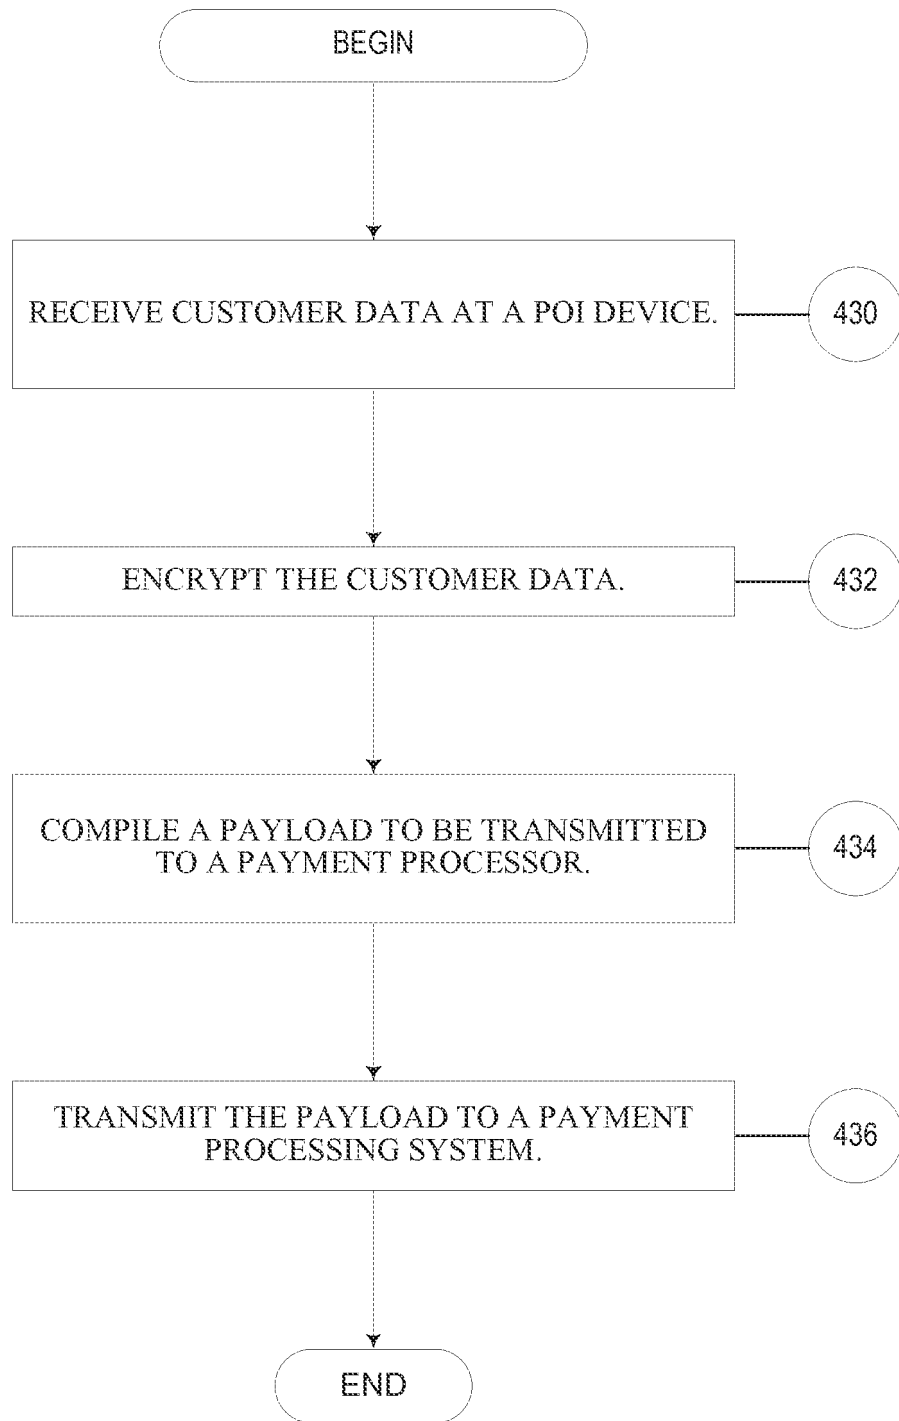 BEGIN
RECEIVE CUSTOMER DATA AT A POI DEVICE.
430
ENCRYPT THE CUSTOMER DATA.
432
COMPILE A PAYLOAD TO BE TRANSMITTED
TO A PAYMENT PROCESSOR.
434
TRANSMIT THE PAYLOAD TO A PAYMENT
PROCESSING SYSTEM.
436
END